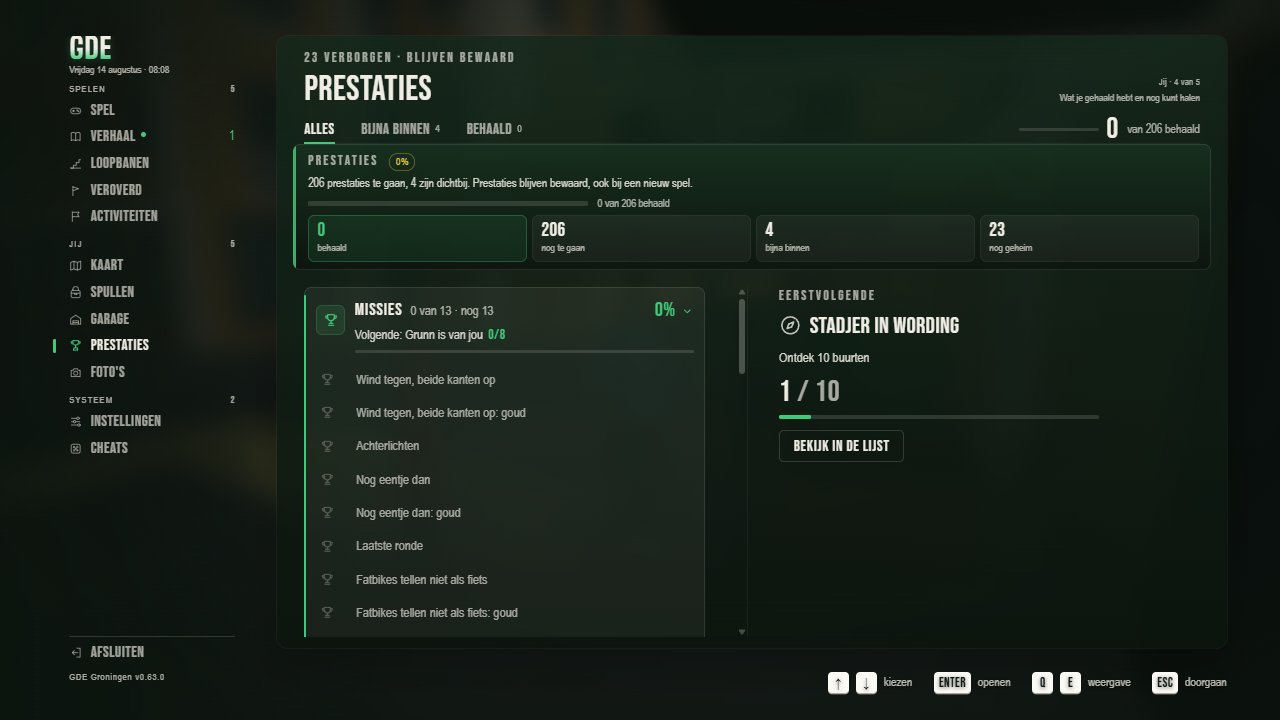 GDE
Vrijdag 14 augustus · 08:08
SPELEN 5
SPEL
VERHAAL 1
LOOPBANEN
VEROVERD
ACTIVITEITEN
JIJ 5
KAART
SPULLEN
GARAGE
PRESTATIES
FOTO'S
SYSTEEM 2
INSTELLINGEN
CHEATS
AFSLUITEN
GDE Groningen v0.63.0
23 VERBORGEN · BLIJVEN BEWAARD
PRESTATIES
Jij · 4 van 5
Wat je gehaald hebt en nog kunt halen
ALLES BIJNA BINNEN 4 BEHAALD 0
0 van 206 behaald
PRESTATIES 0%
206 prestaties te gaan, 4 zijn dichtbij. Prestaties blijven bewaard, ook bij een nieuw spel.
0 van 206 behaald
0 206 4 23
behaald nog te gaan bijna binnen nog geheim
MISSIES 0 van 13 · nog 13 0%
Volgende: Grunn is van jou 0/8
Wind tegen, beide kanten op
Wind tegen, beide kanten op: goud
Achterlichten
Nog eentje dan
Nog eentje dan: goud
Laatste ronde
Fatbikes tellen niet als fiets
Fatbikes tellen niet als fiets: goud
EERSTVOLGENDE
STADJER IN WORDING
Ontdek 10 buurten
1 / 10
BEKIJK IN DE LIJST
↑ ↓ kiezen ENTER openen Q E weergave ESC doorgaan